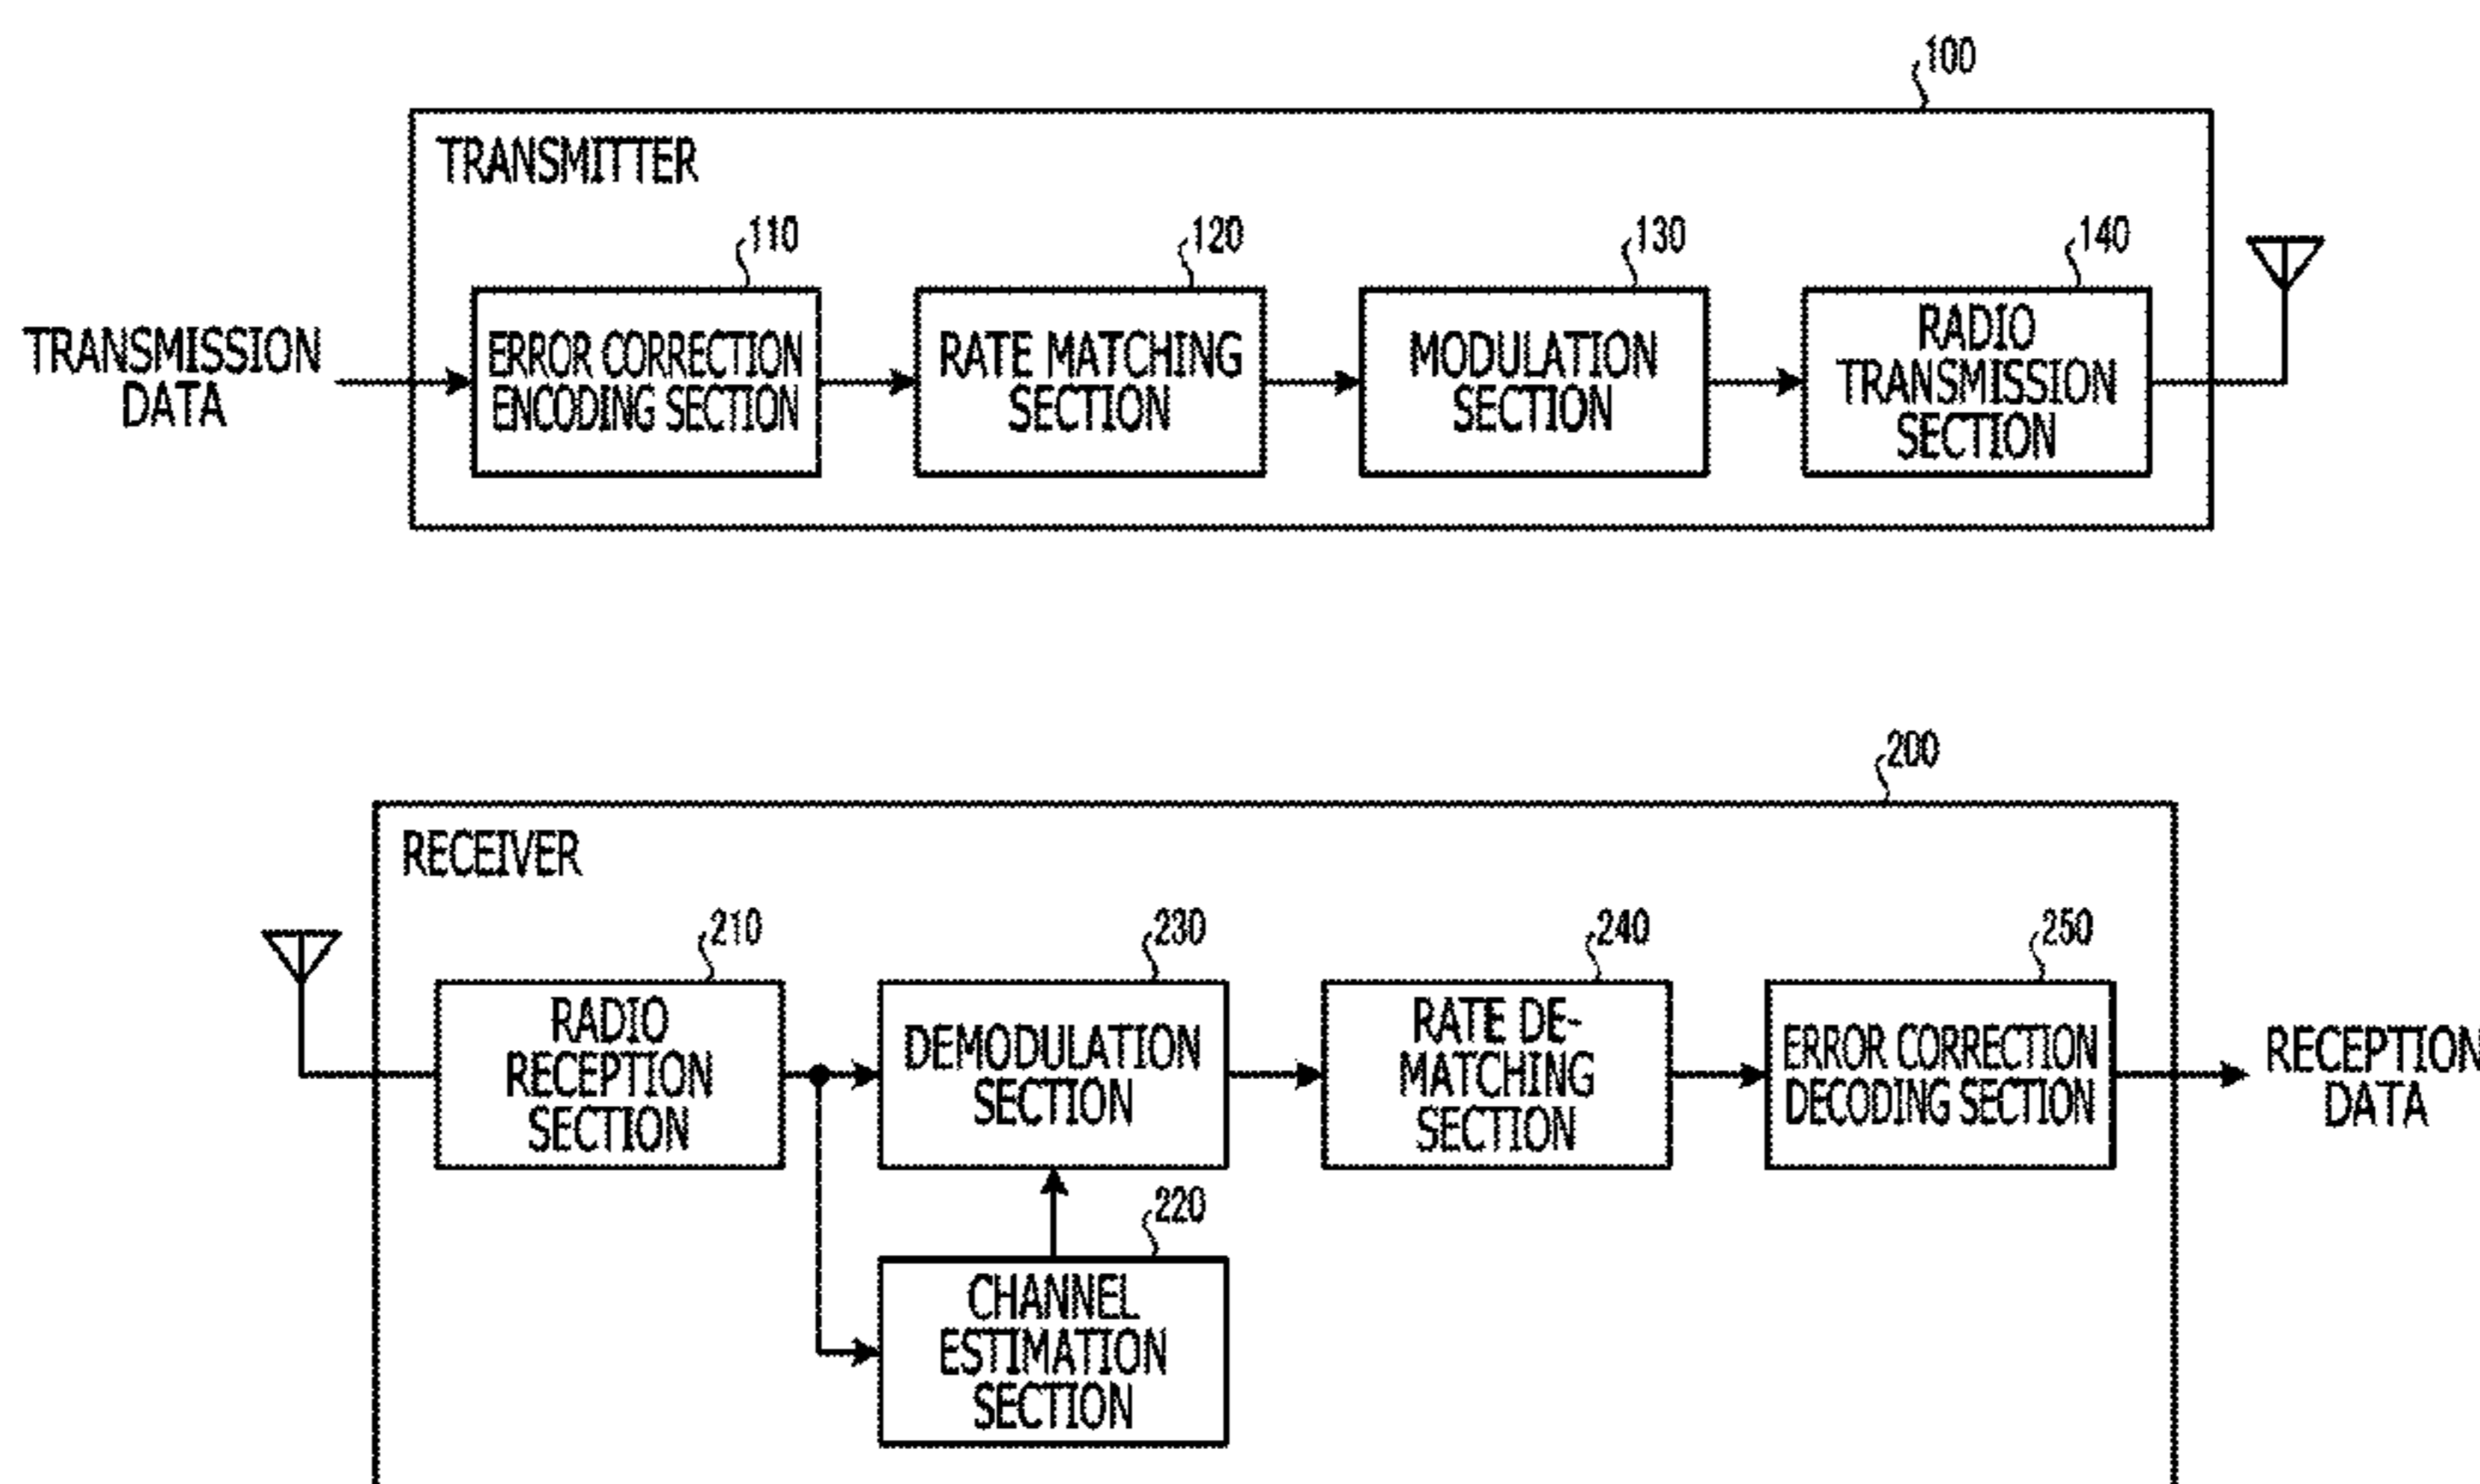 100
TRANSMITTER
110
120
130
140
TRANSMISSION
DATA
ERROR CORRECTION
ENCODING SECTION
RATE MATCHING
SECTION
MODULATION
SECTION
RADIO
TRANSMISSION
SECTION
200
RECEIVER
210
230
240
250
RADIO
RECEPTION
SECTION
DEMODULATION
SECTION
RATE DE-
MATCHING
SECTION
ERROR CORRECTION
DECODING SECTION
RECEPTION
DATA
220
CHANNEL
ESTIMATION
SECTION